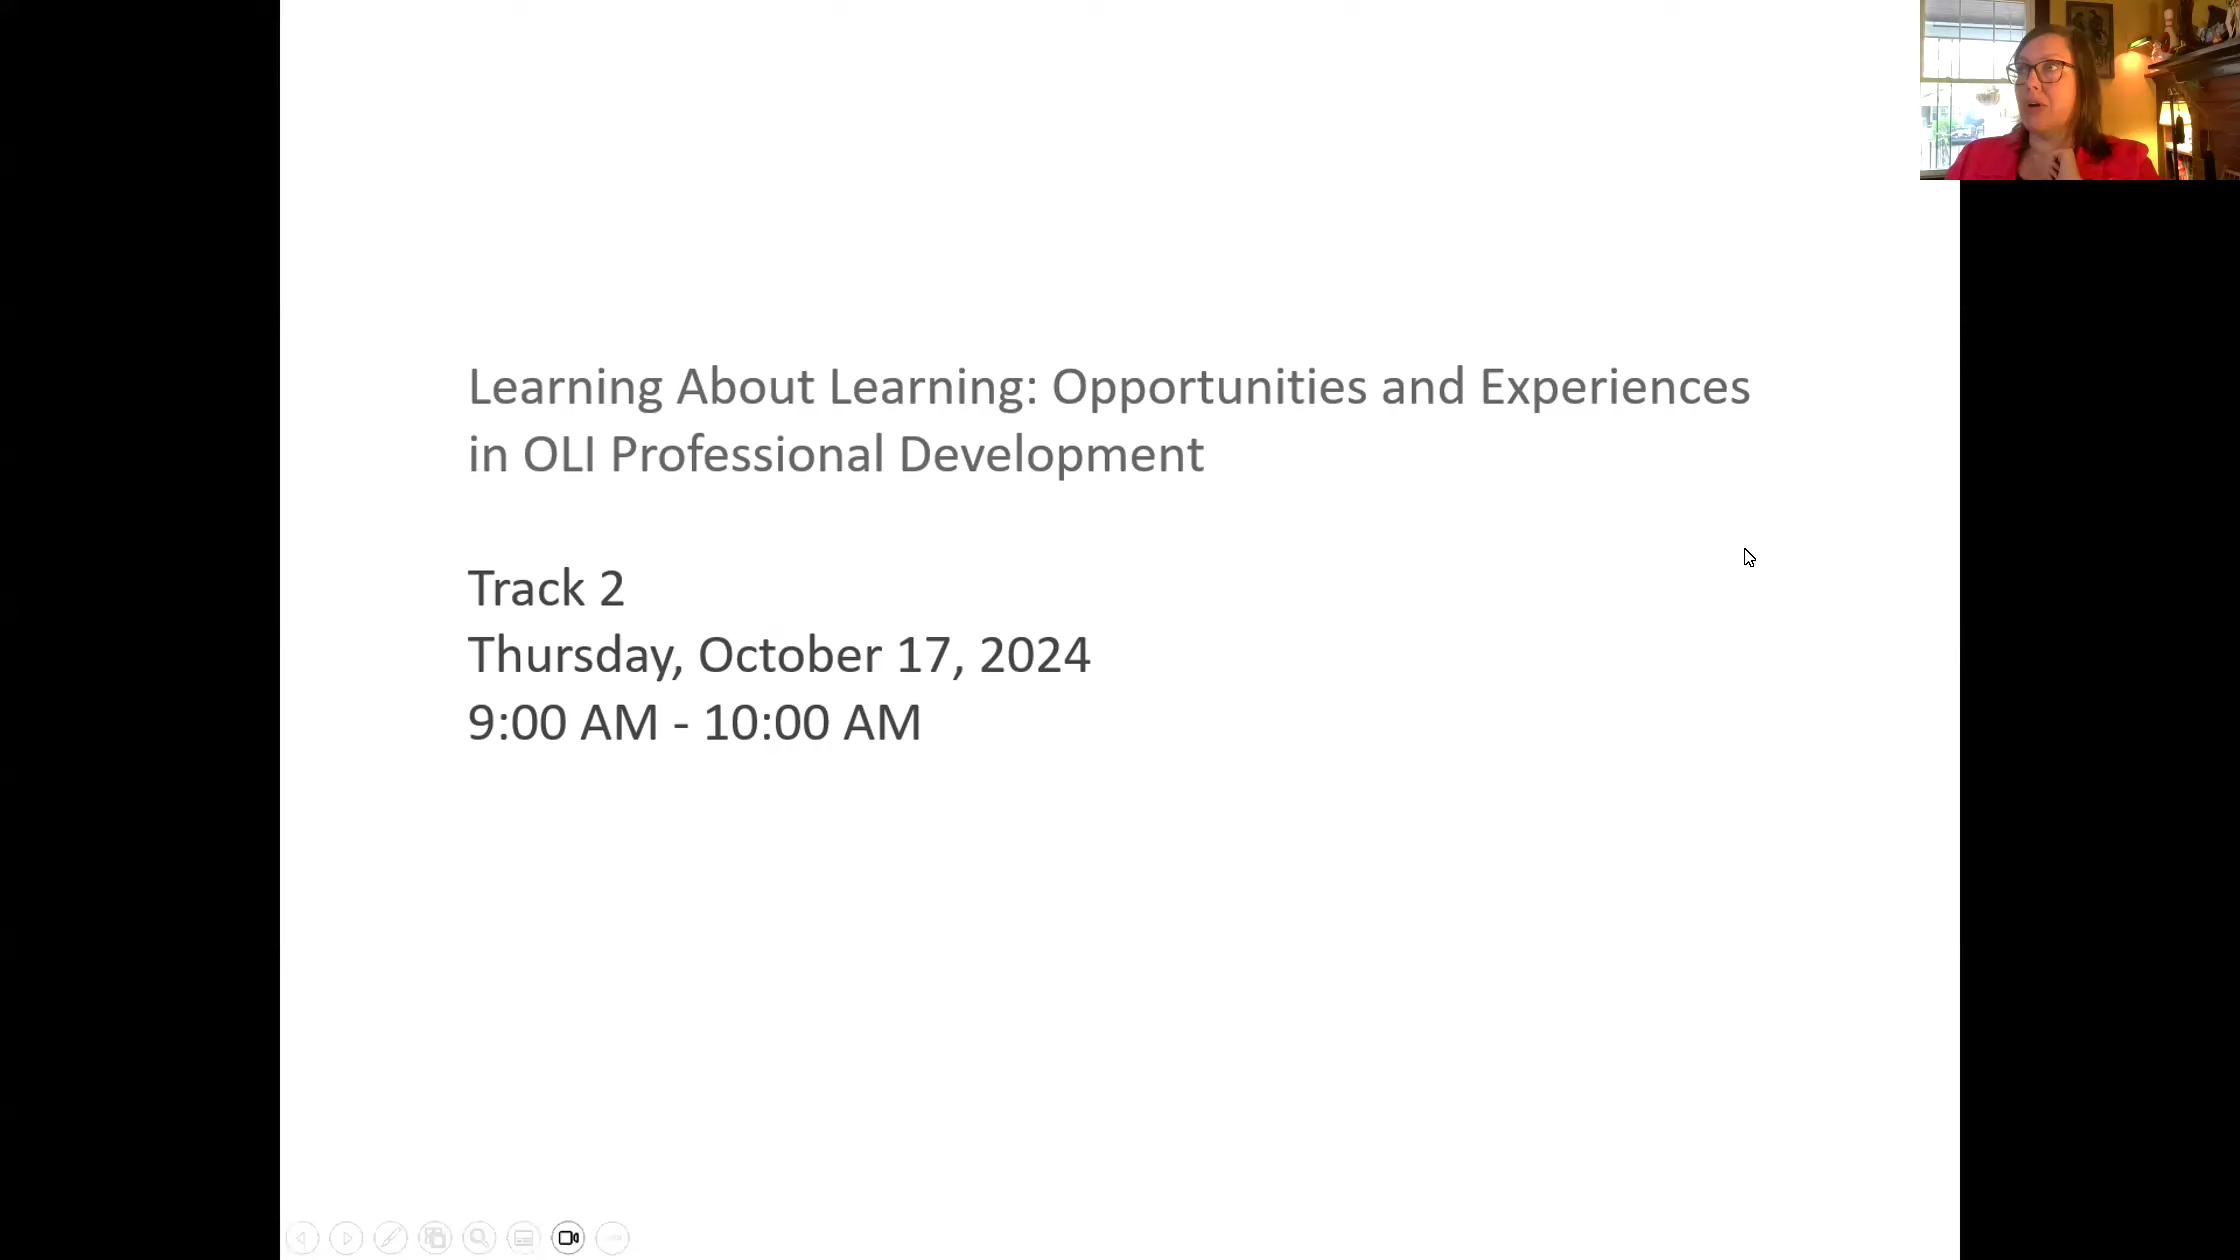 Learning About Learning: Opportunities and Experiences
in OLI Professional Development
Track 2
Thursday, October 17, 2024
9:00 AM - 10:00 AM